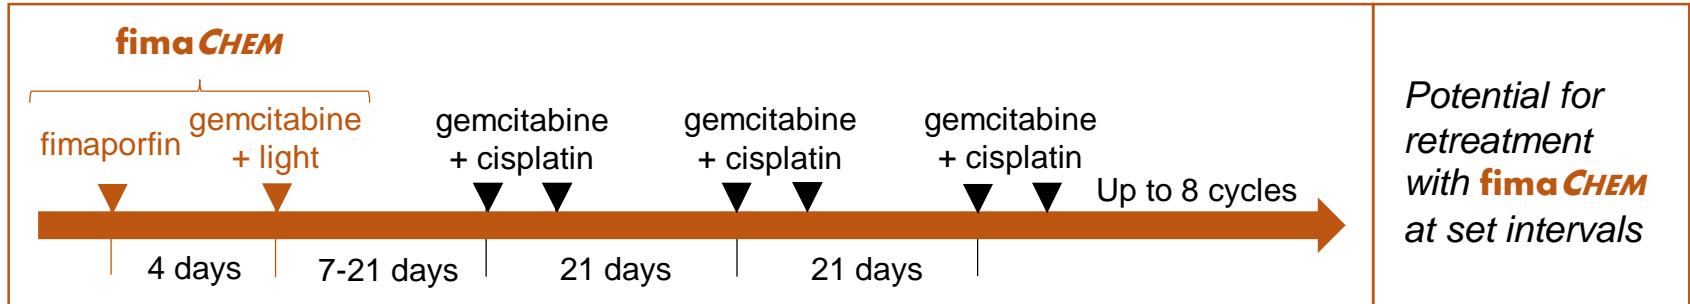 fimaCHEM
fimaporfin
gemcitabine
+ light
gemcitabine
+ cisplatin
gemcitabine
+ cisplatin
gemcitabine
+ cisplatin
Up to 8 cycles
4 days
7-21 days
21 days
21 days
Potential for
retreatment
with fimaCHEM
at set intervals